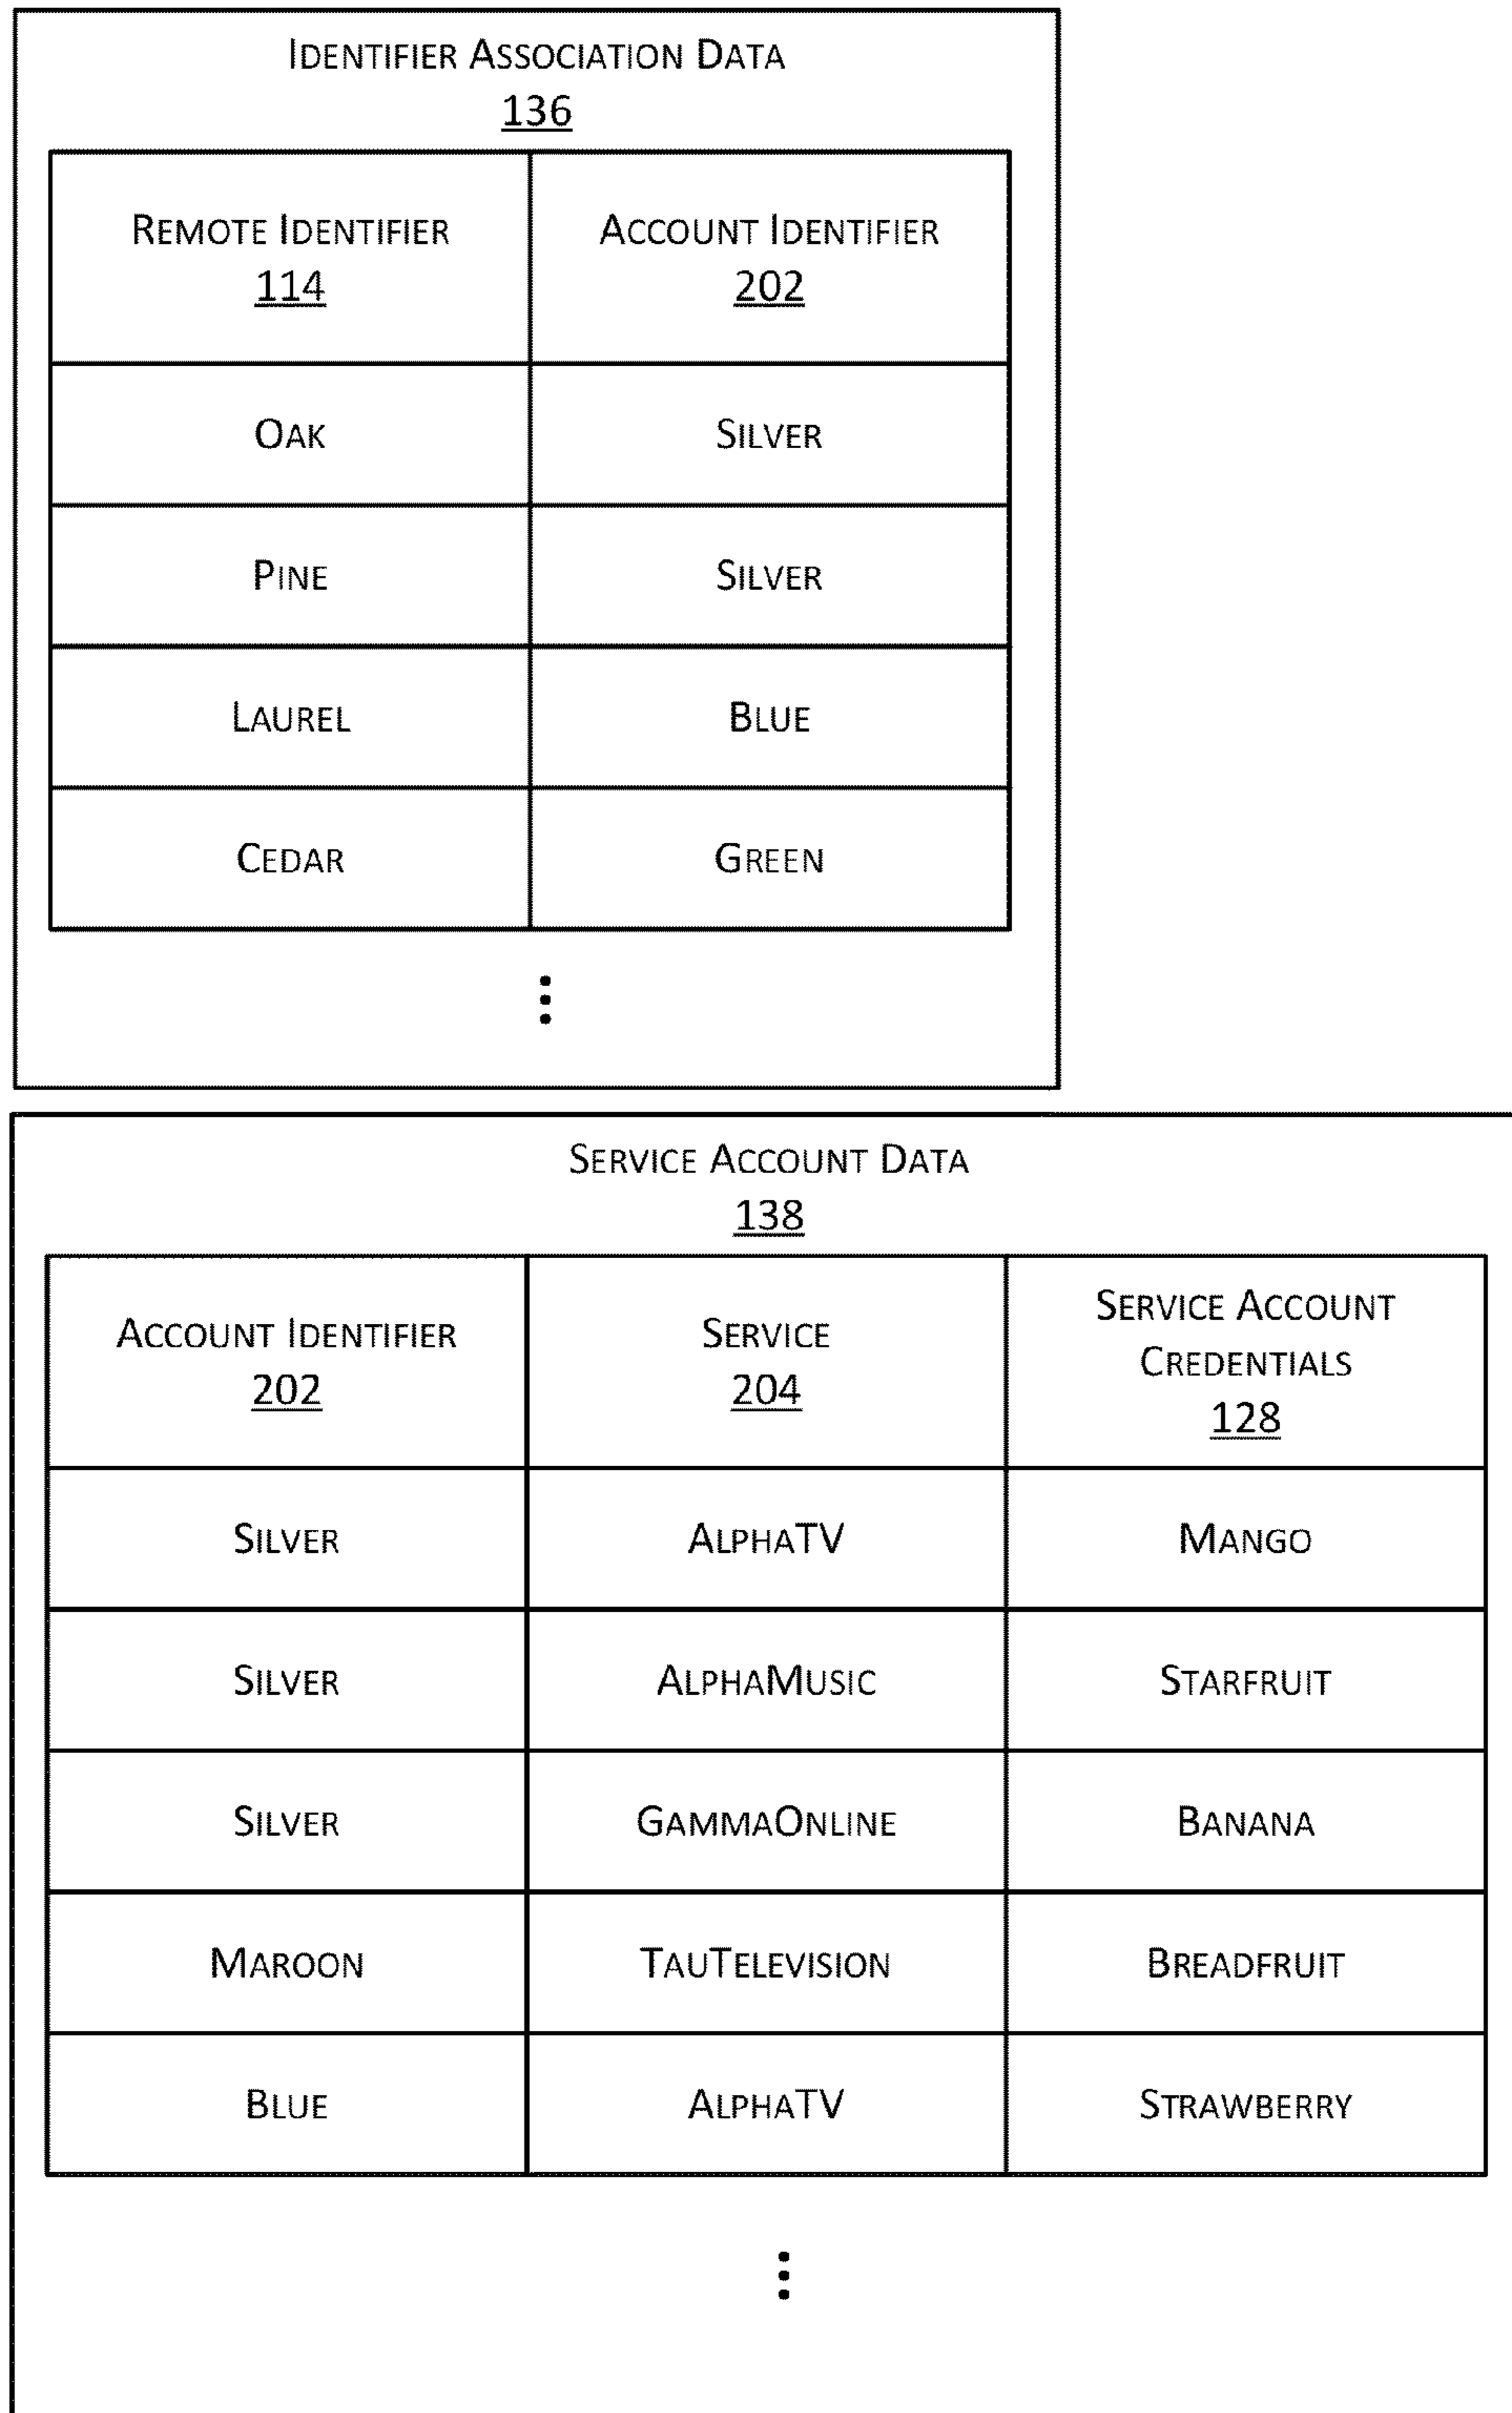 Identifier Association Data
136
Remote Identifier
114
Account Identifier
202
Oak
Silver
Pine
Silver
Laurel
Blue
Cedar
Green
Service Account Data
138
Account Identifier
202
Service
204
Service Account
Credentials
128
Silver
AlphaTV
Mango
Silver
AlphaMusic
Starfruit
Silver
GammaOnline
Banana
Maroon
TauTelevision
Breadfruit
Blue
AlphaTV
Strawberry